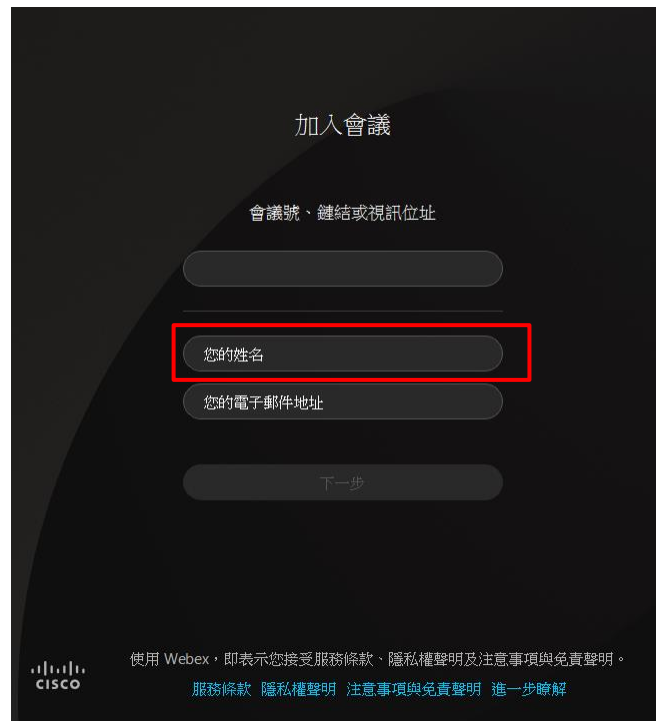 加入會議
會議號、鏈結或視訊位址
您的姓名
您的電子郵件地址
下一步
使用 Webex，即表示您接受服務條款、隱私權聲明及注意事項與免責聲明。
服務條款 隱私權聲明 注意事項與免責聲明 進一步瞭解
CISCO